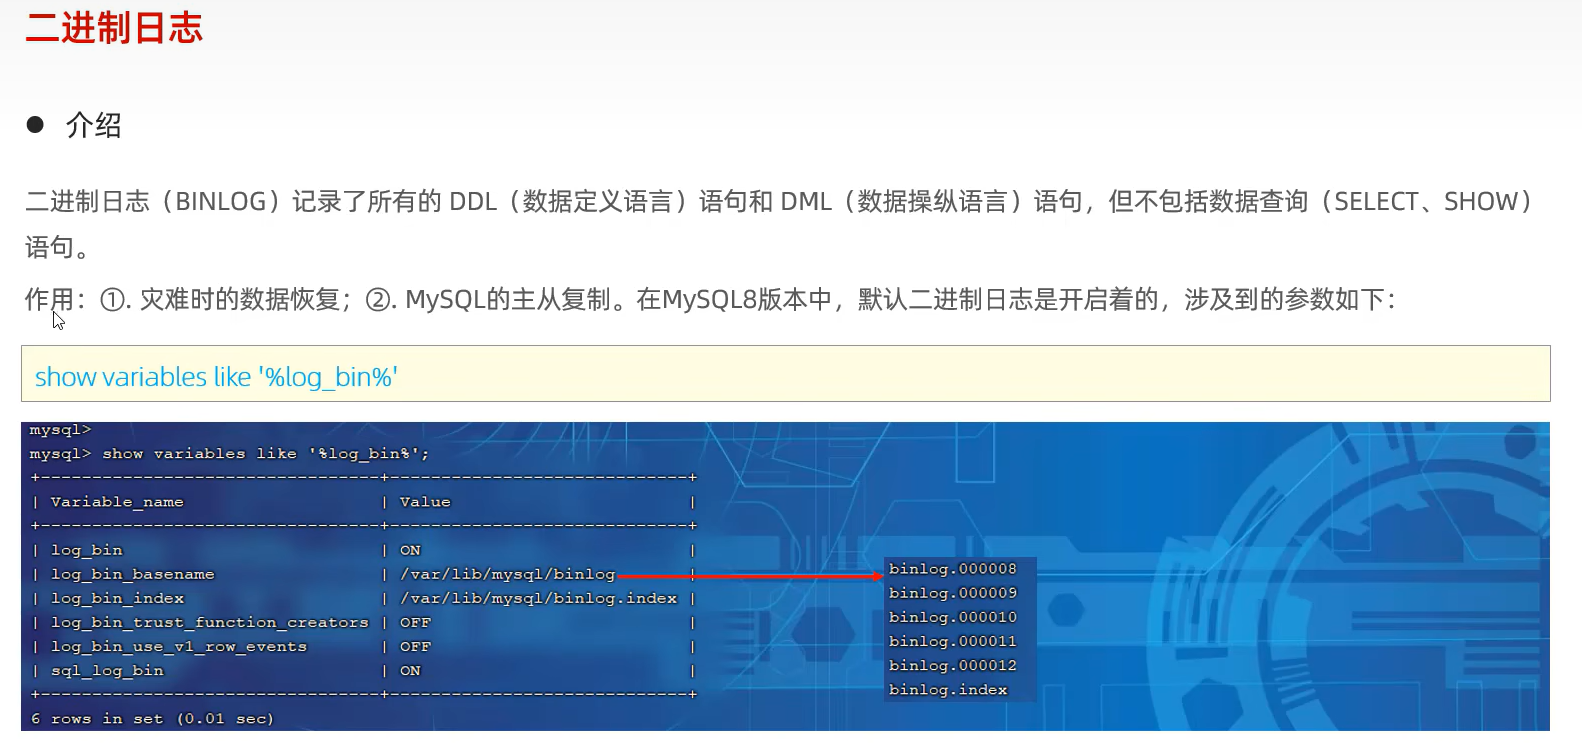 二进制日志
● 介绍
二进制日志（BINLOG）记录了所有的 DDL（数据定义语言）语句和 DML（数据操纵语言）语句，但不包括数据查询（SELECT、SHOW）
语句。
作用：①. 灾难时的数据恢复；②. MySQL的主从复制。在MySQL8版本中，默认二进制日志是开启着的，涉及到的参数如下：
show variables like '%log_bin%'
mysql>
mysql> show variables like '%log_bin%';
+---------------------------------+-----------------------------+
| Variable_name                   | Value                       |
+---------------------------------+-----------------------------+
| log_bin                         | ON                          |
| log_bin_basename                | /var/lib/mysql/binlog       |
| log_bin_index                   | /var/lib/mysql/binlog.index |
| log_bin_trust_function_creators | OFF                         |
| log_bin_use_v1_row_events       | OFF                         |
| sql_log_bin                     | ON                          |
+---------------------------------+-----------------------------+
6 rows in set (0.01 sec)
binlog.000008
binlog.000009
binlog.000010
binlog.000011
binlog.000012
binlog.index